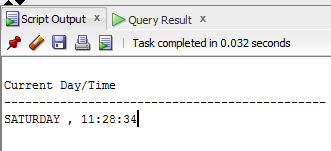 Script Output x Query Result x
Task completed in 0.032 seconds
Current Day/Time
--------------------------------------------------
SATURDAY , 11:28:34